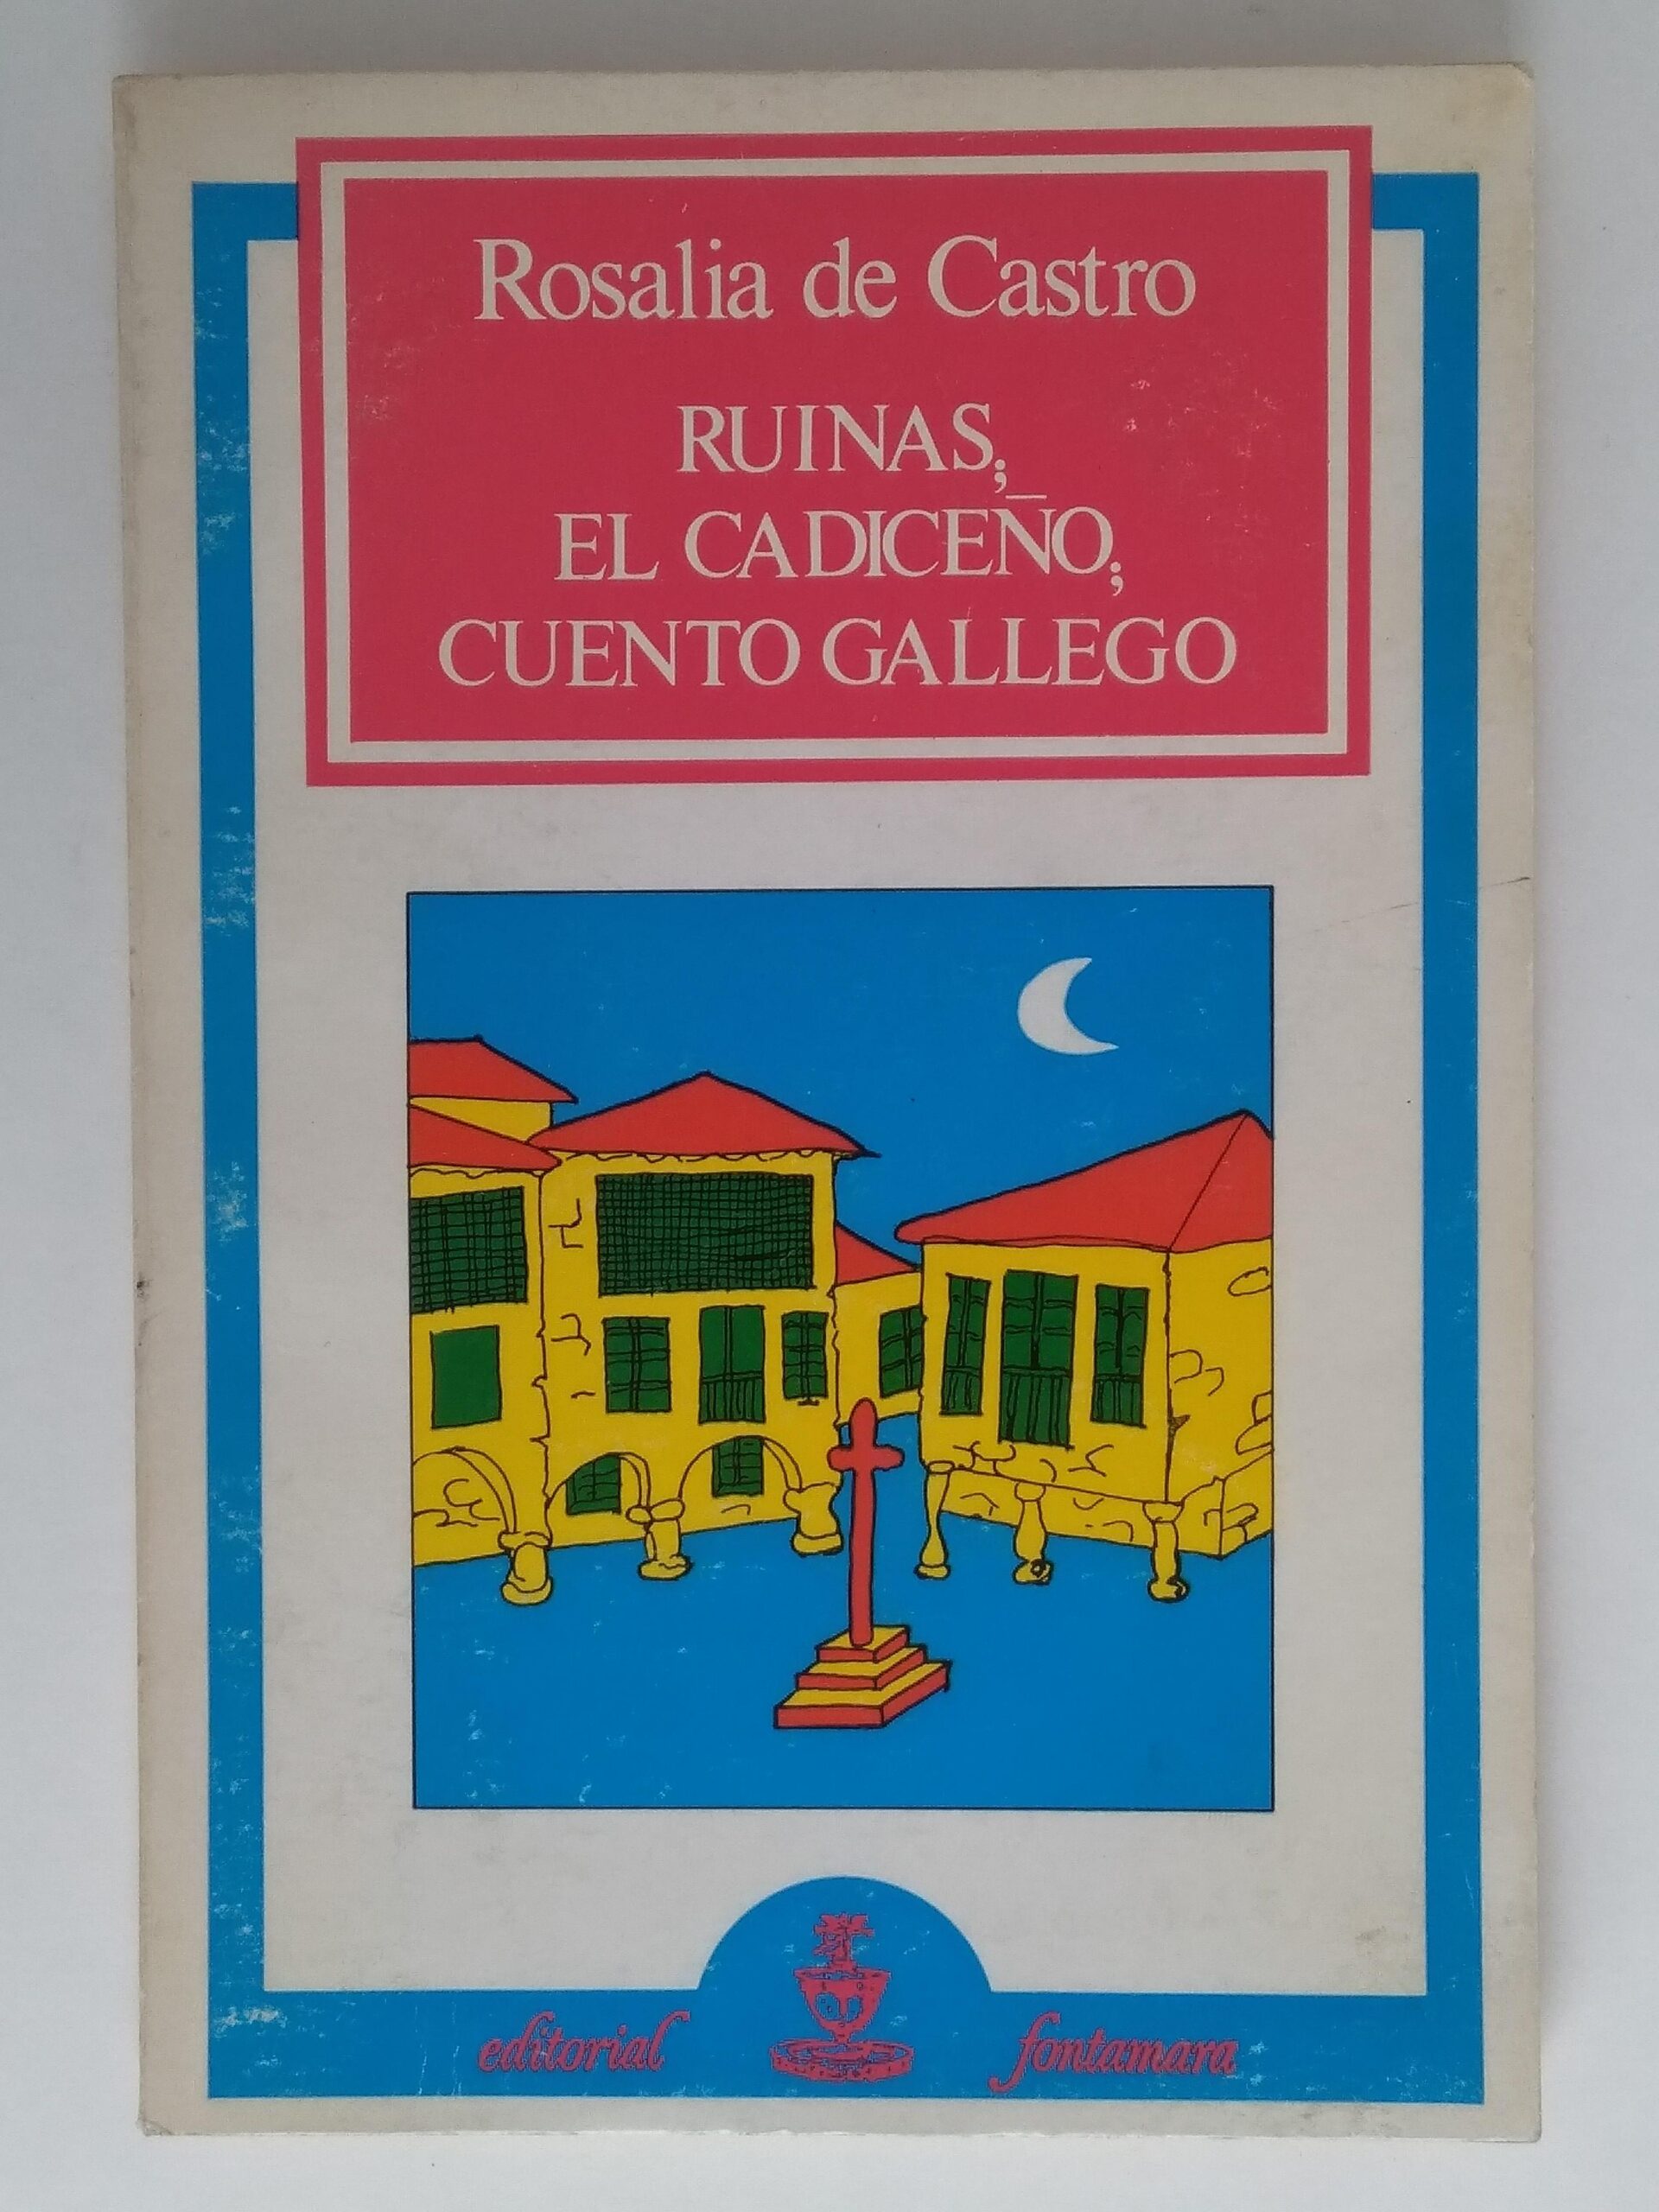 Rosalia de Castro
RUINAS;
EL CADICEÑO;
CUENTO GALLEGO
editorial fontamara